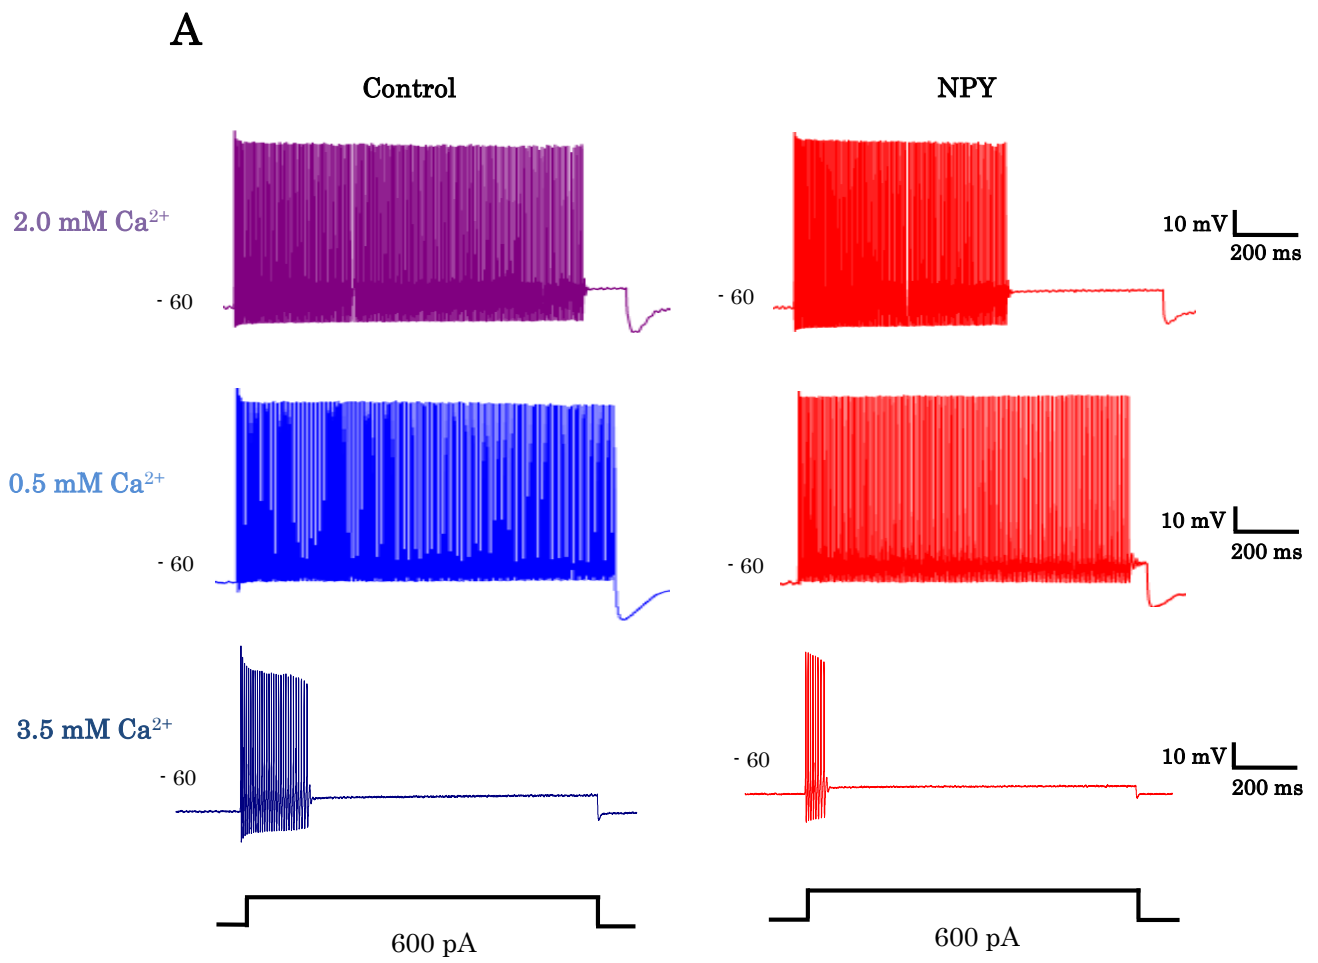 A
Control
NPY
2.0 mM Ca²⁺
- 60
- 60
10 mV
200 ms
0.5 mM Ca²⁺
- 60
- 60
10 mV
200 ms
3.5 mM Ca²⁺
- 60
- 60
10 mV
200 ms
600 pA
600 pA